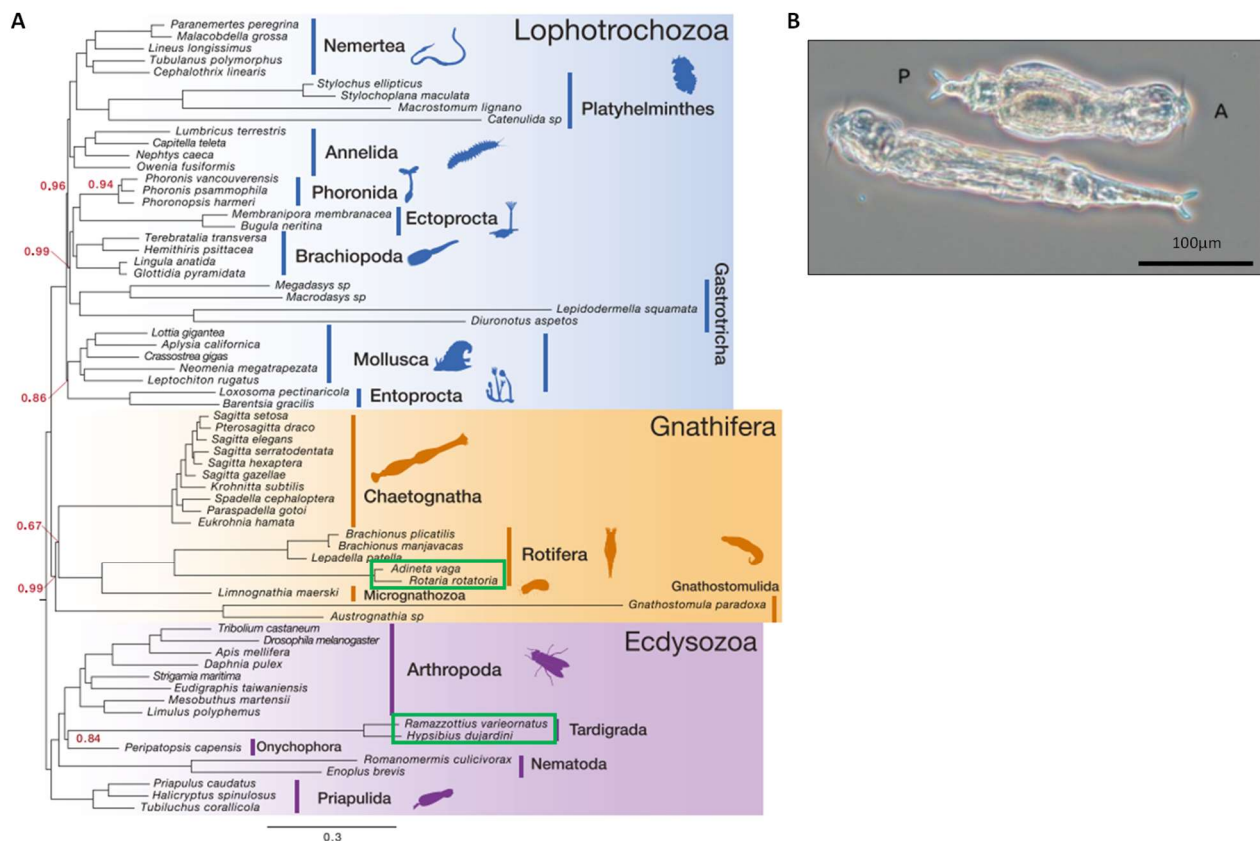 A
Lophotrochozoa
Paranemertes peregrina
Malacobdella grossa
Lineus longissimus
Tubulanus polymorphus
Cephalothrix linearis
Nemertea
Stylochus ellipticus
Stylochoplana maculata
Macrostomum lignano
Catenulida sp
Platyhelminthes
Lumbricus terrestris
Capitella teleta
Nephtys caeca
Owenia fusiformis
Annelida
0.96
0.94
Phoronis vancouverensis
Phoronis psammophila
Phoronopsis harmeri
Phoronida
Membranipora membranacea
Bugula neritina
Ectoprocta
0.99
Terebratalia transversa
Hemithiris psittacea
Lingula anatida
Glottidia pyramidata
Brachiopoda
Megadasys sp
Macrodasys sp
Lepidodermella squamata
Diuronotus aspetos
Gastrotricha
Lottia gigantea
Aplysia californica
Crassostrea gigas
Neomenia megatrapezata
Leptochiton rugatus
Mollusca
0.86
Loxosoma pectinaricola
Barentsia gracilis
Entoprocta
Gnathifera
Sagitta setosa
Pterosagitta draco
Sagitta elegans
Sagitta serratodentata
Sagitta hexaptera
Sagitta gazellae
Krohnitta subtilis
Spadella cephaloptera
Paraspadella gotoi
Eukrohnia hamata
Chaetognatha
0.67
Brachionus plicatilis
Brachionus manjavacas
Lepadella patella
Adineta vaga
Rotaria rotatoria
Rotifera
0.99
Limnognathia maerski
Micrognathozoa
Gnathostomulida
Gnathostomula paradoxa
Austrognathia sp
Ecdysozoa
Tribolium castaneum
Drosophila melanogaster
Apis mellifera
Daphnia pulex
Strigamia maritima
Eudigraphis taiwaniensis
Mesobuthus martensii
Limulus polyphemus
Arthropoda
Ramazzottius varieornatus
Hypsibius dujardini
Tardigrada
0.84
Peripatopsis capensis
Onychophora
Romanomermis culicivorax
Enoplus brevis
Nematoda
Priapulus caudatus
Halicryptus spinulosus
Tubiluchus corallicola
Priapulida
0.3
B
P
A
100µm